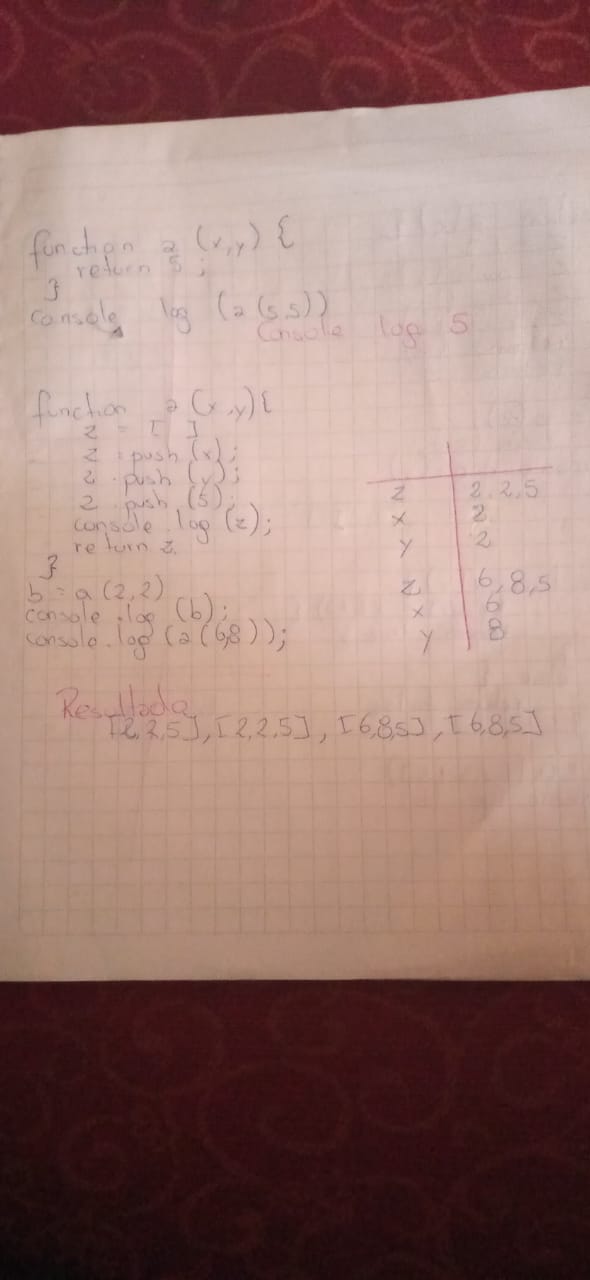 function a (x,y) {
return 5 ;
}
console log (a (5 5))
Console log 5
function a (x,y) {
z = [ ]
z .push (x) ;
z .push (y) ;
z .push (5) ;
console .log (z) ;
return z.
}
b = a (2,2)
console .log (b) ;
console .log (a (6,8)) ;
z 2, 2, 5
x 2
y 2
z 6, 8, 5
x 6
y 8
Resultado
[2, 2, 5] , [2, 2, 5] , [6,8,5] , [6,8,5]